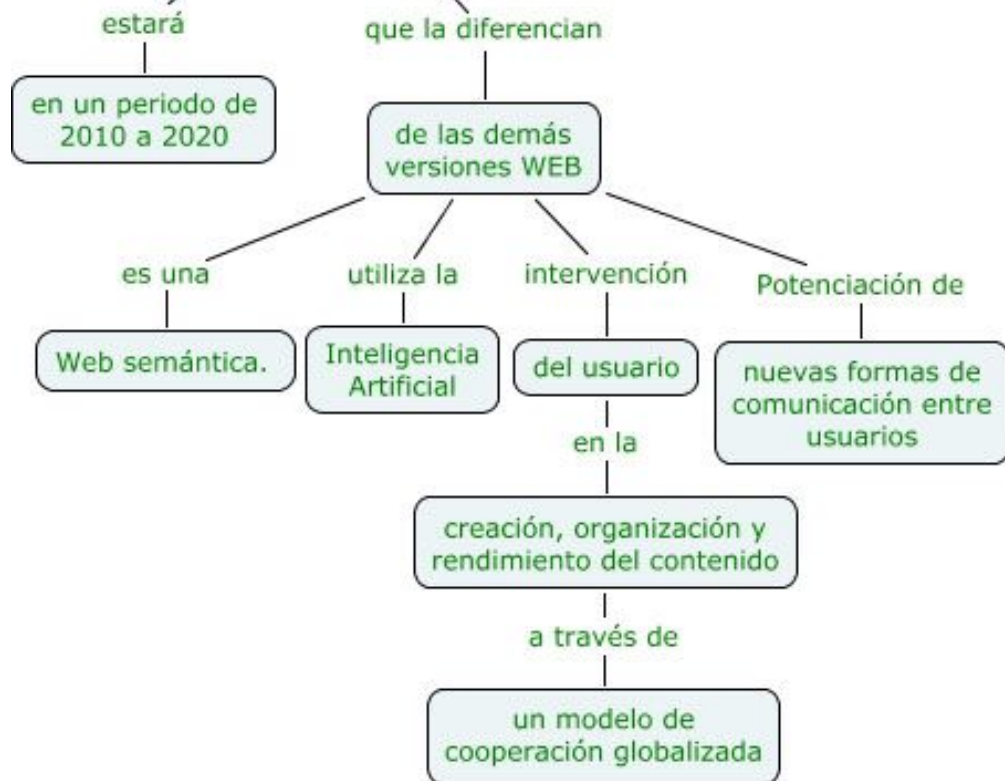 estará
que la diferencian
en un periodo de
2010 a 2020
de las demás
versiones WEB
es una
utiliza la
intervención
Potenciación de
Web semántica.
Inteligencia
Artificial
del usuario
nuevas formas de
comunicación entre
usuarios
en la
creación, organización y
rendimiento del contenido
a través de
un modelo de
cooperación globalizada